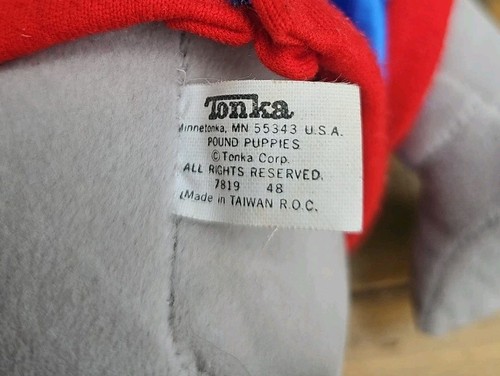 Tonka
Minnetonka, MN 55343 U.S.A.
POUND PUPPIES
©Tonka Corp.
ALL RIGHTS RESERVED.
7819 48
Made in TAIWAN R.O.C.